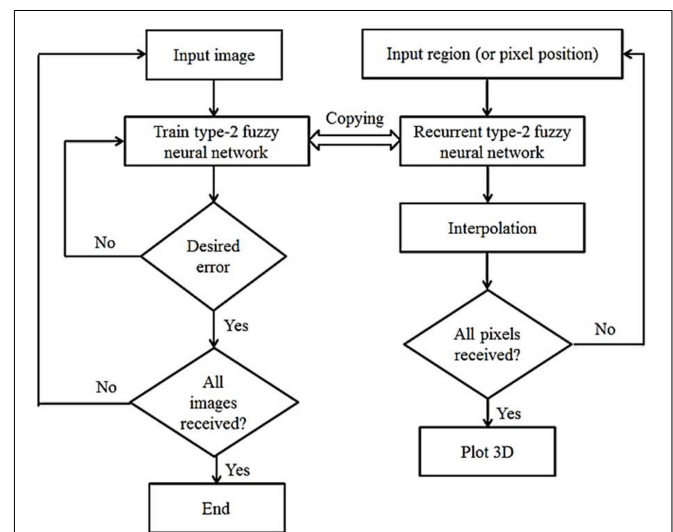 Input image
Input region (or pixel position)
Copying
Train type-2 fuzzy
neural network
Recurrent type-2 fuzzy
neural network
No
Desired
error
Interpolation
Yes
All pixels
received?
No
No
All
images
received?
Yes
Plot 3D
Yes
End